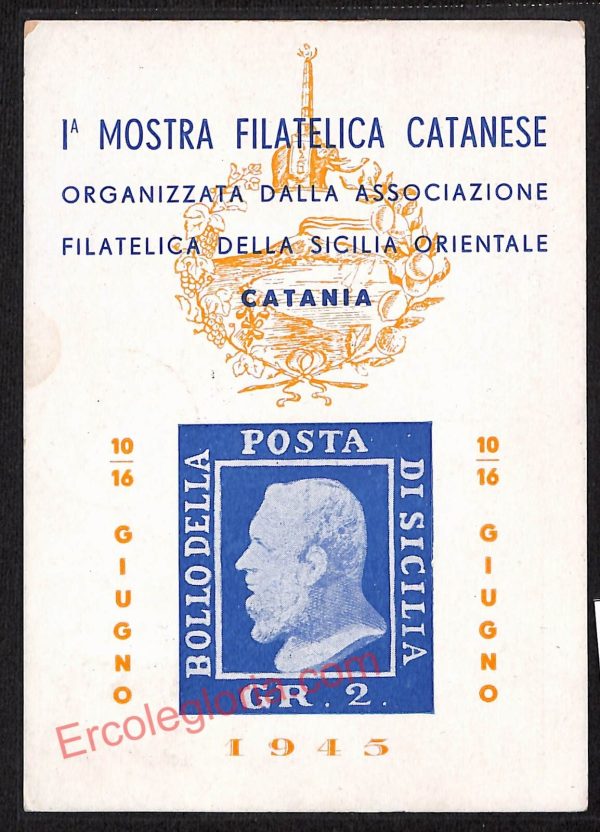 Iᴬ MOSTRA FILATELICA CATANESE
ORGANIZZATA DALLA ASSOCIAZIONE
FILATELICA DELLA SICILIA ORIENTALE
CATANIA
10
16
GIUGNO
BOLLO DELLA
POSTA
DI SICILIA
GR. 2.
10
16
GIUGNO
1945
Ercolegloria.com